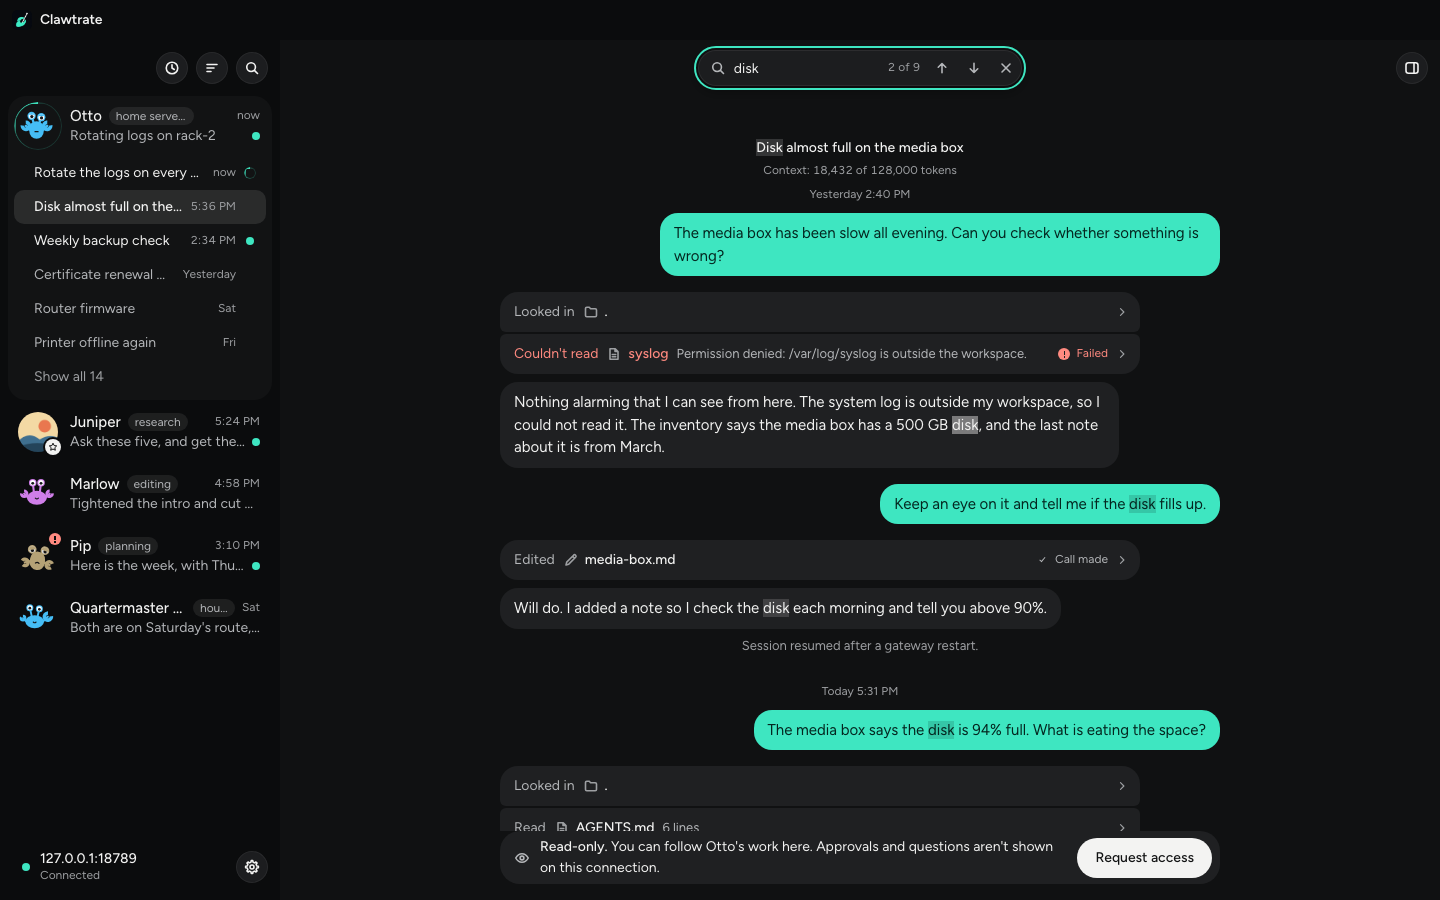 Clawtrate
disk
2 of 9
Otto
home serve...
now
Rotating logs on rack-2
Rotate the logs on every ...
now
Disk almost full on the...
5:36 PM
Weekly backup check
2:34 PM
Certificate renewal ...
Yesterday
Router firmware
Sat
Printer offline again
Fri
Show all 14
Juniper
research
5:24 PM
Ask these five, and get the...
Marlow
editing
4:58 PM
Tightened the intro and cut ...
Pip
planning
3:10 PM
Here is the week, with Thu...
Quartermaster ...
hou...
Sat
Both are on Saturday's route,...
127.0.0.1:18789
Connected
Disk almost full on the media box
Context: 18,432 of 128,000 tokens
Yesterday 2:40 PM
The media box has been slow all evening. Can you check whether something is
wrong?
Looked in .
Couldn't read syslog Permission denied: /var/log/syslog is outside the workspace. Failed
Nothing alarming that I can see from here. The system log is outside my workspace, so I
could not read it. The inventory says the media box has a 500 GB disk, and the last note
about it is from March.
Keep an eye on it and tell me if the disk fills up.
Edited media-box.md Call made
Will do. I added a note so I check the disk each morning and tell you above 90%.
Session resumed after a gateway restart.
Today 5:31 PM
The media box says the disk is 94% full. What is eating the space?
Looked in .
Read AGENTS.md 6 lines
Read-only. You can follow Otto's work here. Approvals and questions aren't shown
on this connection.
Request access